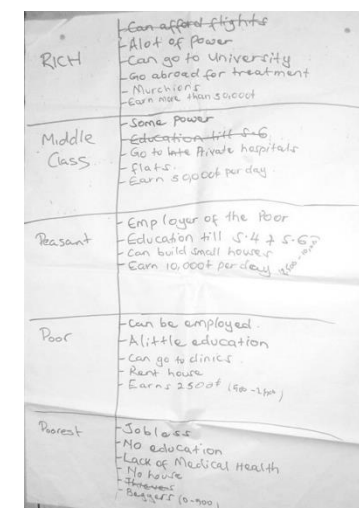 RICH
- Can afford flights
- Alot of power
- Can go to University
- Go abroad for treatment
- Murchions
- Earn more than 50,000/=
Middle Class
- Some power
- Education till S.6
- Go to Private hospitals
- flats.
- Earn 50,000/= per day
Peasant
- Employer of the Poor
- Education till S.4 & S.6
- Can build small houses
- Earn 10,000/= per day
Poor
- Can be employed.
- A little education
- Can go to clinics
- Rent house
- Earns 2500/=
Poorest
- Jobless
- No education
- Lack of Medical Health
- No house
- Thieves
- Beggers (0-500)